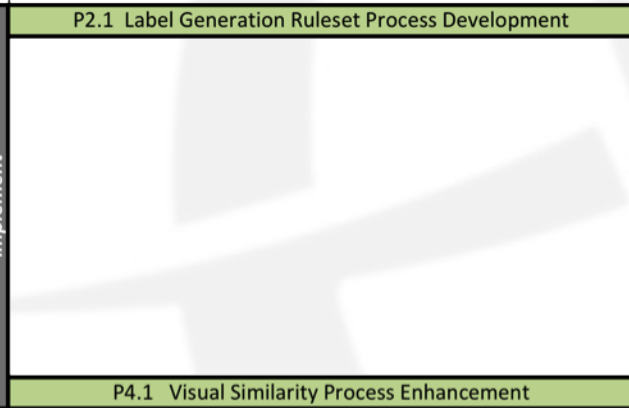 P2.1 Label Generation Ruleset Process Development
P4.1 Visual Similarity Process Enhancement